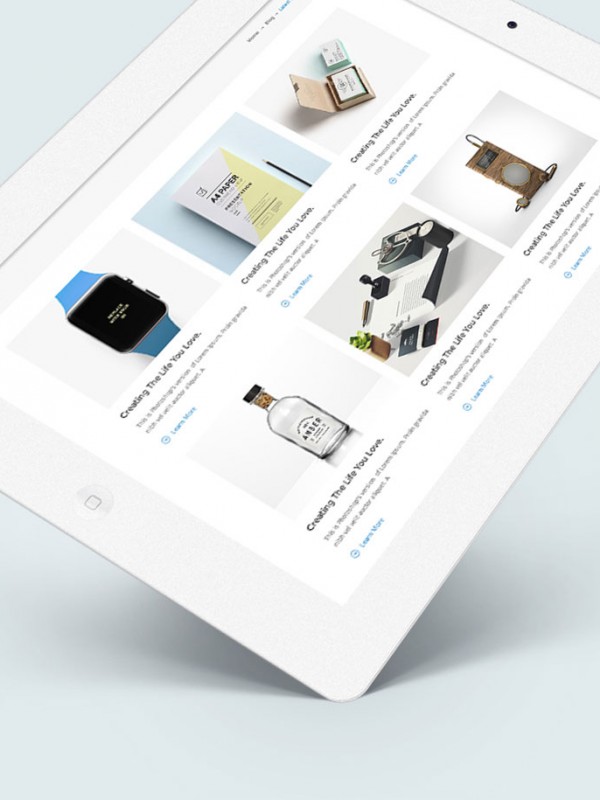 Home → Blog → Latest
Creating The Life You Love.
This is Photoshop's version of Lorem Ipsum. Proin gravida
nibh vel velit auctor aliquet. A
Learn More
Creating The Life You Love.
This is Photoshop's version of Lorem Ipsum. Proin gravida
nibh vel velit auctor aliquet. A
Learn More
A4 PAPER
PRESENTATION
Creating The Life You Love.
This is Photoshop's version of Lorem Ipsum. Proin gravida
nibh vel velit auctor aliquet. A
Learn More
Creating The Life You Love.
This is Photoshop's version of Lorem Ipsum. Proin gravida
nibh vel velit auctor aliquet. A
Learn More
Creating The Life You Love.
This is Photoshop's version of Lorem Ipsum. Proin gravida
nibh vel velit auctor aliquet. A
Learn More
AMBER
Creating The Life You Love.
This is Photoshop's version of Lorem Ipsum. Proin gravida
nibh vel velit auctor aliquet. A
Learn More